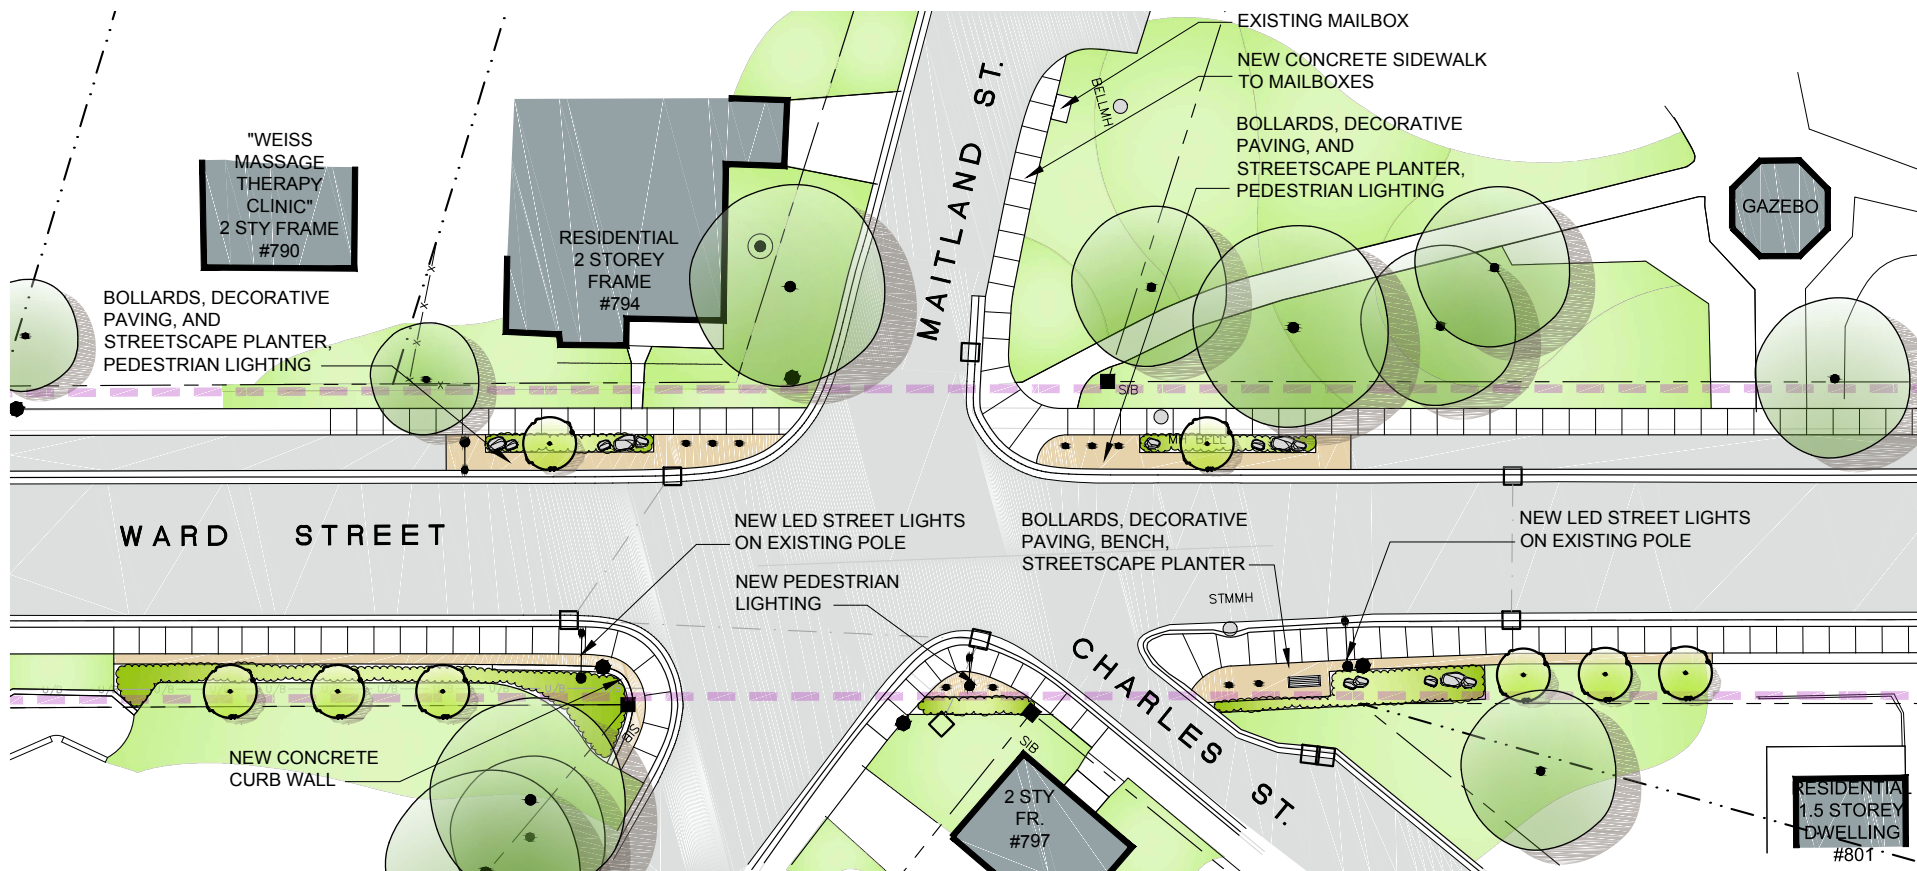 EXISTING MAILBOX
NEW CONCRETE SIDEWALK
TO MAILBOXES
BELLMH
MAITLAND ST.
BOLLARDS, DECORATIVE
PAVING, AND
STREETSCAPE PLANTER,
PEDESTRIAN LIGHTING
"WEISS
MASSAGE
THERAPY
CLINIC"
2 STY FRAME
#790
RESIDENTIAL
2 STOREY
FRAME
#794
GAZEBO
BOLLARDS, DECORATIVE
PAVING, AND
STREETSCAPE PLANTER,
PEDESTRIAN LIGHTING
X
X
X
X
X
SIB
MH BELL
WARD STREET
NEW LED STREET LIGHTS
ON EXISTING POLE
BOLLARDS, DECORATIVE
PAVING, BENCH,
STREETSCAPE PLANTER
NEW LED STREET LIGHTS
ON EXISTING POLE
NEW PEDESTRIAN
LIGHTING
STMMH
CHARLES ST.
U/B
U/B
U/B
U/B
U/B
SIB
SIB
NEW CONCRETE
CURB WALL
2 STY
FR.
#797
RESIDENTIAL
1.5 STOREY
DWELLING
#801